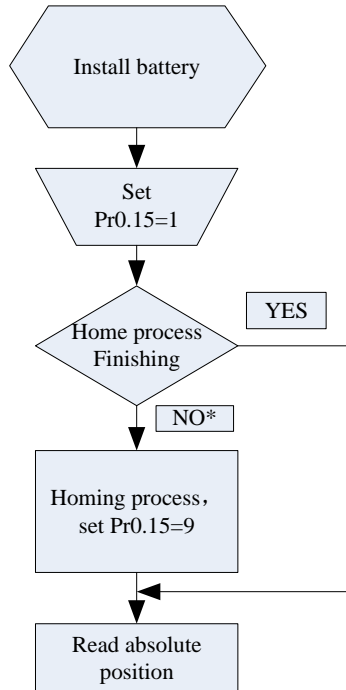 Install battery
Set
Pr0.15=1
Home process
Finishing
YES
NO*
Homing process，
set Pr0.15=9
Read absolute
position